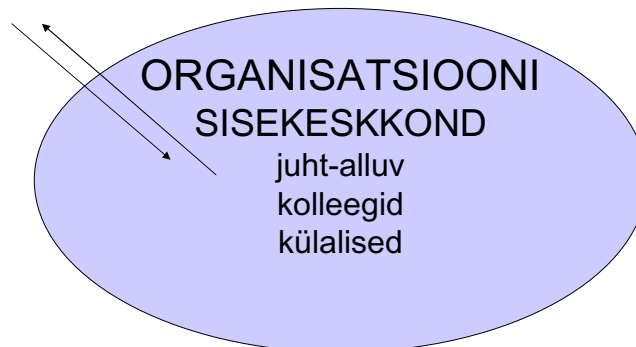 ORGANISATSIOONI
SISEKESKKOND
juht-alluv
kolleegid
külalised